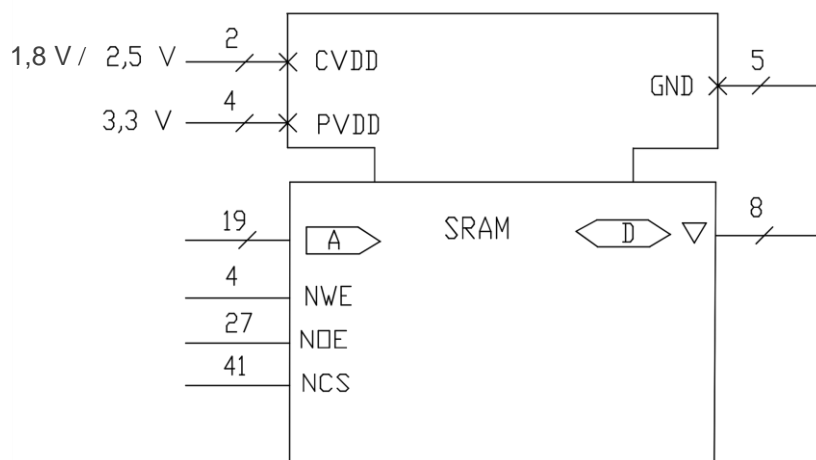 2
1,8 V / 2,5 V
CVDD
5
GND
4
3,3 V
PVDD
19
A
SRAM
D
8
4
NWE
27
NOE
41
NCS